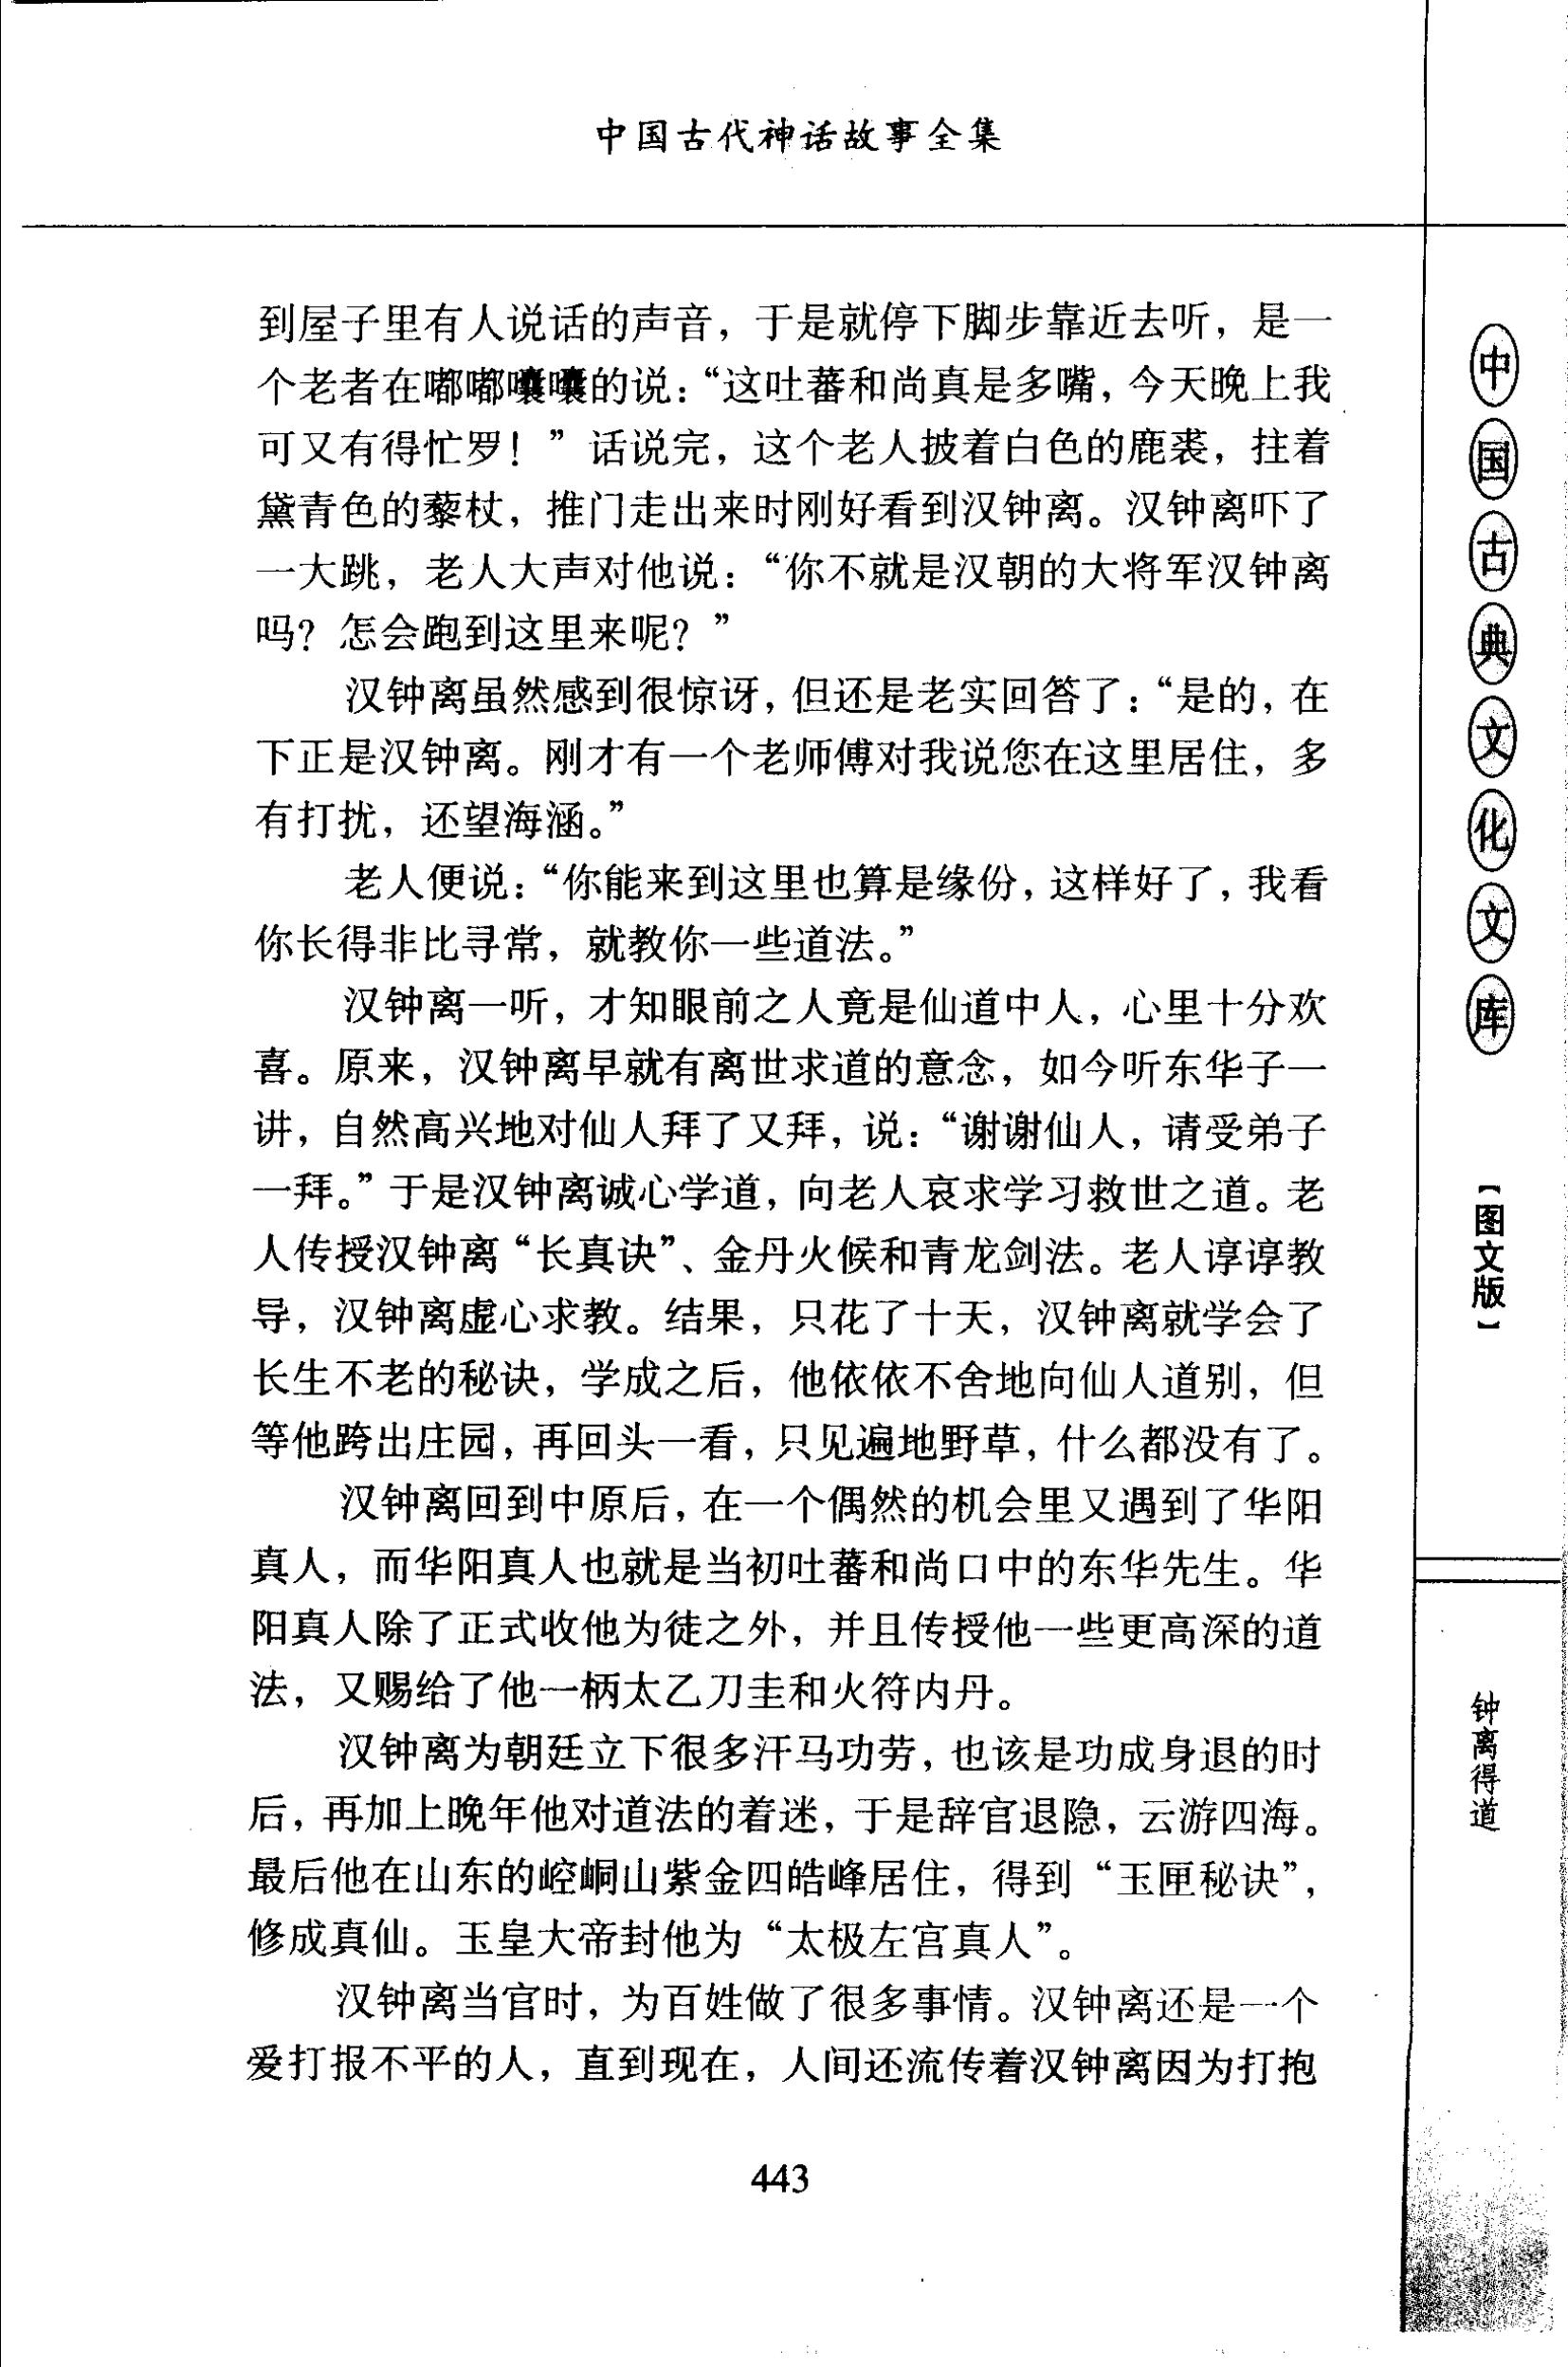 中国古代神话故事全集
到屋子里有人说话的声音，于是就停下脚步靠近去听，是一
个老者在嘟嘟囔囔的说：“这吐蕃和尚真是多嘴，今天晚上我
可又有得忙罗！”话说完，这个老人披着白色的鹿裘，拄着
黛青色的藜杖，推门走出来时刚好看到汉钟离。汉钟离吓了
一大跳，老人大声对他说：“你不就是汉朝的大将军汉钟离
吗？怎会跑到这里来呢？”
汉钟离虽然感到很惊讶，但还是老实回答了：“是的，在
下正是汉钟离。刚才有一个老师傅对我说您在这里居住，多
有打扰，还望海涵。”
老人便说：“你能来到这里也算是缘份，这样好了，我看
你长得非比寻常，就教你一些道法。”
汉钟离一听，才知眼前之人竟是仙道中人，心里十分欢
喜。原来，汉钟离早就有离世求道的意念，如今听东华子一
讲，自然高兴地对仙人拜了又拜，说：“谢谢仙人，请受弟子
一拜。”于是汉钟离诚心学道，向老人哀求学习救世之道。老
人传授汉钟离“长真诀”、金丹火候和青龙剑法。老人谆谆教
导，汉钟离虚心求教。结果，只花了十天，汉钟离就学会了
长生不老的秘诀，学成之后，他依依不舍地向仙人道别，但
等他跨出庄园，再回头一看，只见遍地野草，什么都没有了。
汉钟离回到中原后，在一个偶然的机会里又遇到了华阳
真人，而华阳真人也就是当初吐蕃和尚口中的东华先生。华
阳真人除了正式收他为徒之外，并且传授他一些更高深的道
法，又赐给了他一柄太乙刀圭和火符内丹。
汉钟离为朝廷立下很多汗马功劳，也该是功成身退的时
后，再加上晚年他对道法的着迷，于是辞官退隐，云游四海。
最后他在山东的崆峒山紫金四皓峰居住，得到“玉匣秘诀”，
修成真仙。玉皇大帝封他为“太极左宫真人”。
汉钟离当官时，为百姓做了很多事情。汉钟离还是一个
爱打报不平的人，直到现在，人间还流传着汉钟离因为打抱
443
中国古典文化文库
【图文版】
钟离得道